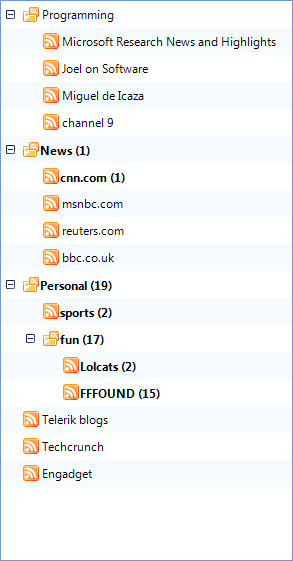 Programming
Microsoft Research News and Highlights
Joel on Software
Miguel de Icaza
channel 9
News (1)
cnn.com (1)
msnbc.com
reuters.com
bbc.co.uk
Personal (19)
sports (2)
fun (17)
Lolcats (2)
FFFOUND (15)
Telerik blogs
Techcrunch
Engadget